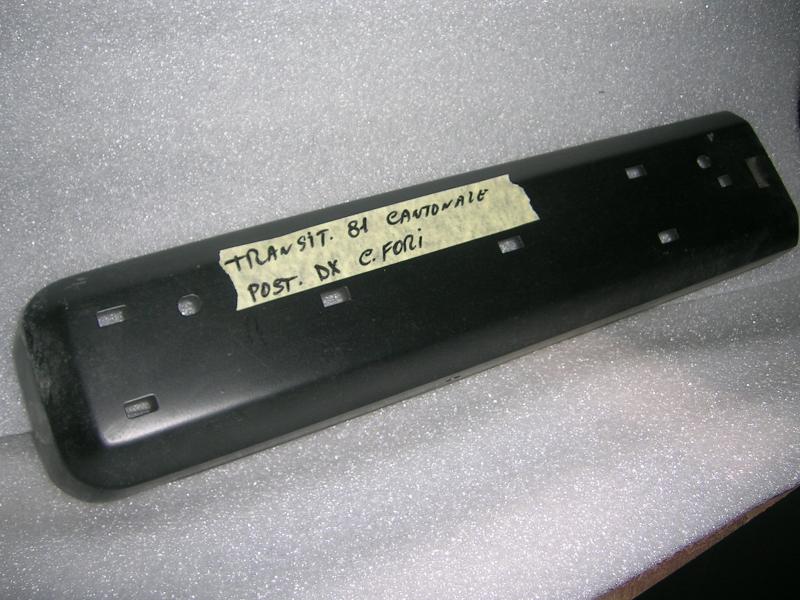 TRANSIT. 81 CANTONALE
POST. DX C. FORI